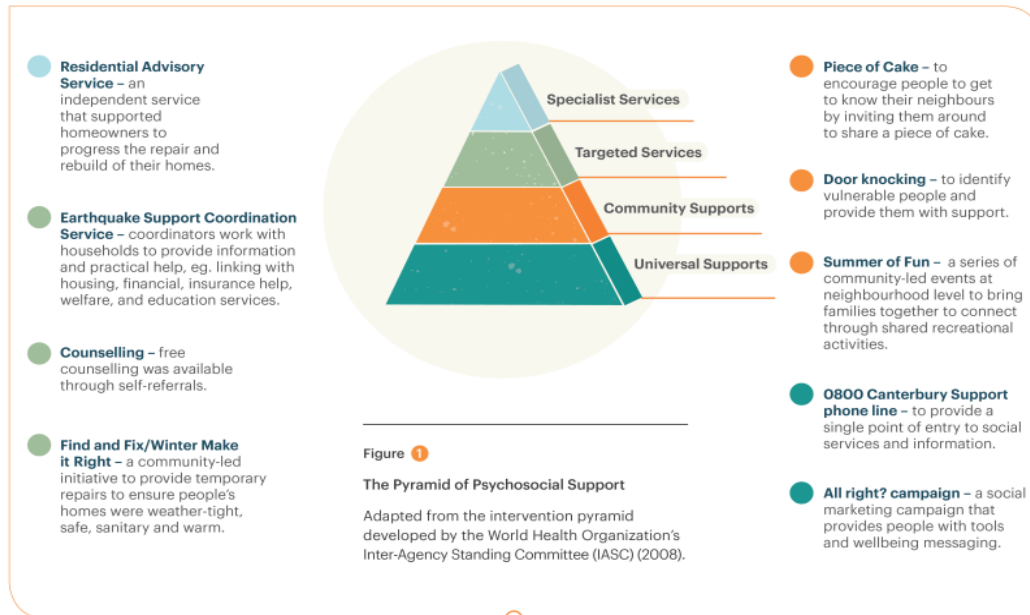 Residential Advisory
Service – an
independent service
that supported
homeowners to
progress the repair and
rebuild of their homes.
Earthquake Support Coordination
Service – coordinators work with
households to provide information
and practical help, eg. linking with
housing, financial, insurance help,
welfare, and education services.
Counselling – free
counselling was available
through self-referrals.
Find and Fix/Winter Make
it Right – a community-led
initiative to provide temporary
repairs to ensure people’s
homes were weather-tight,
safe, sanitary and warm.
Specialist Services
Targeted Services
Community Supports
Universal Supports
Figure 1
The Pyramid of Psychosocial Support
Adapted from the intervention pyramid
developed by the World Health Organization’s
Inter-Agency Standing Committee (IASC) (2008).
Piece of Cake – to
encourage people to get
to know their neighbours
by inviting them around
to share a piece of cake.
Door knocking – to identify
vulnerable people and
provide them with support.
Summer of Fun – a series of
community-led events at
neighbourhood level to bring
families together to connect
through shared recreational
activities.
0800 Canterbury Support
phone line – to provide a
single point of entry to social
services and information.
All right? campaign – a social
marketing campaign that
provides people with tools
and wellbeing messaging.